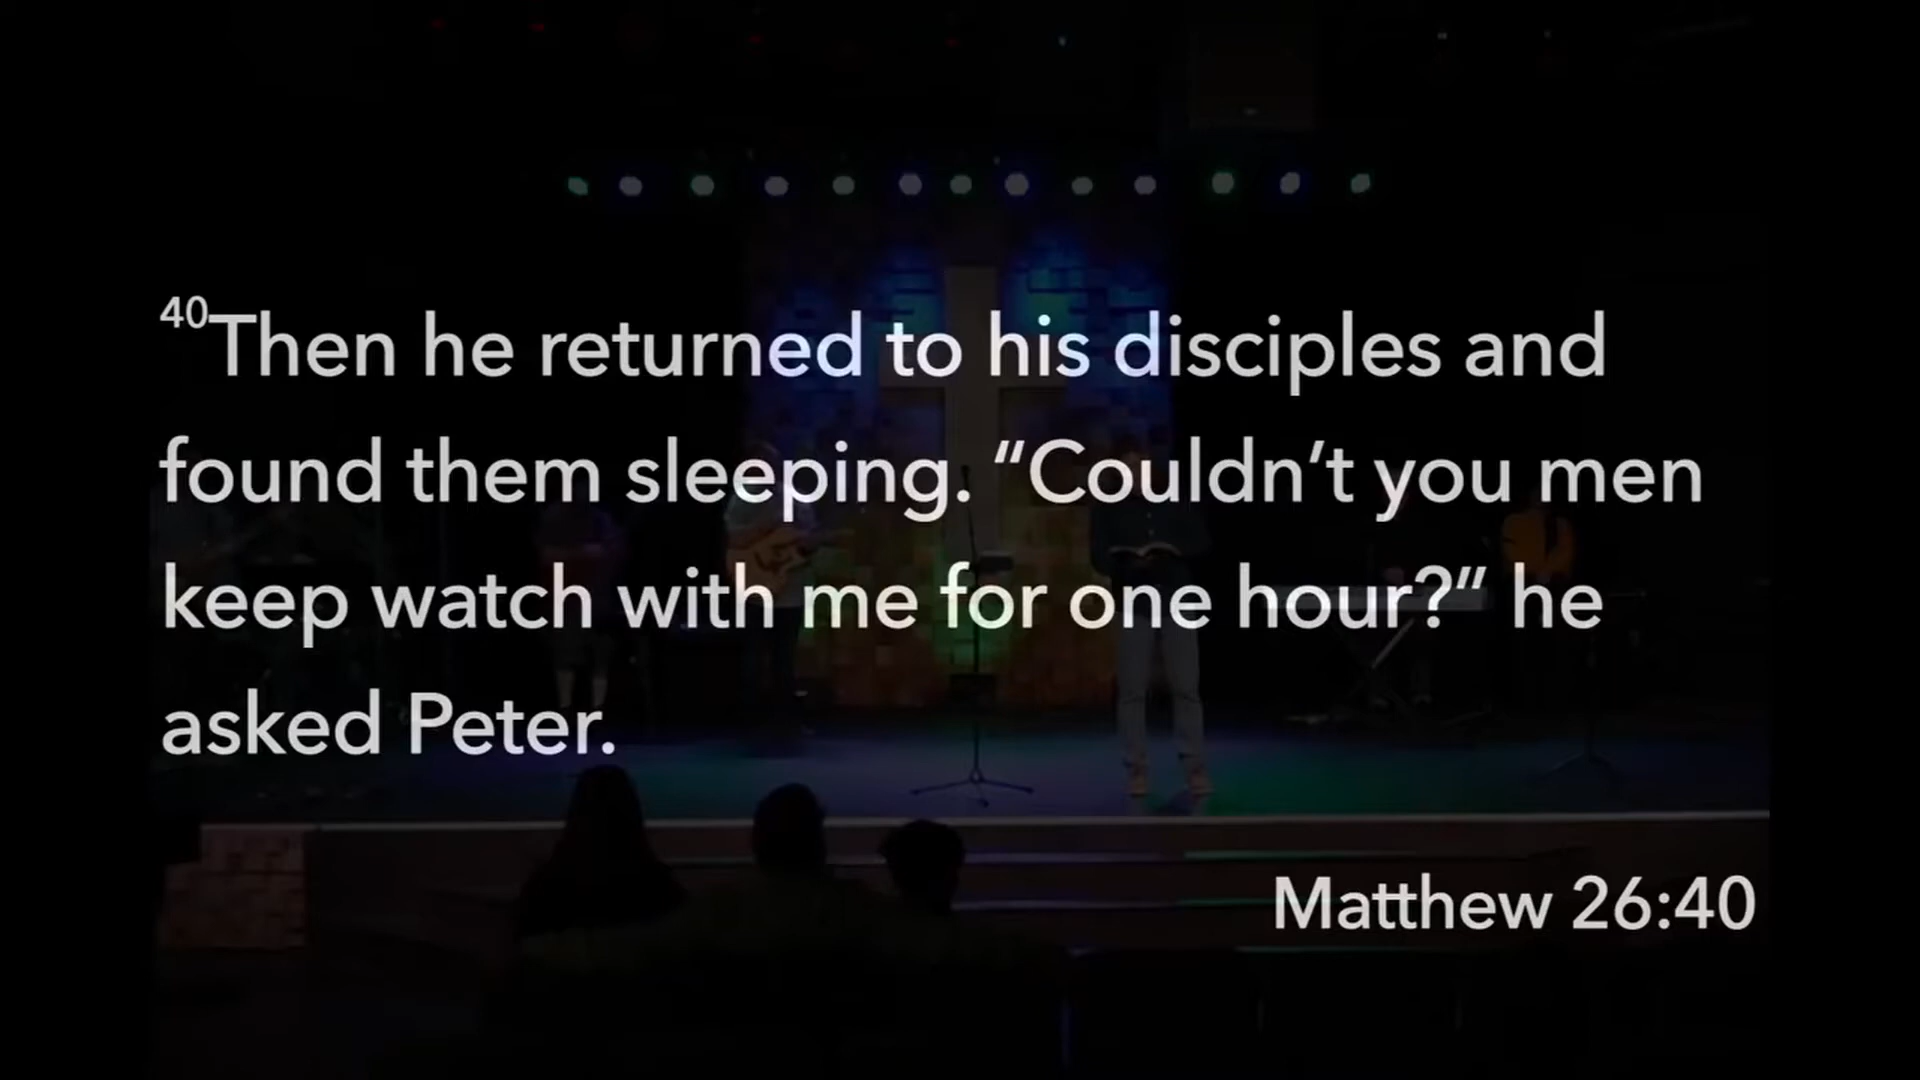 40Then he returned to his disciples and
found them sleeping. “Couldn’t you men
keep watch with me for one hour?” he
asked Peter.
Matthew 26:40